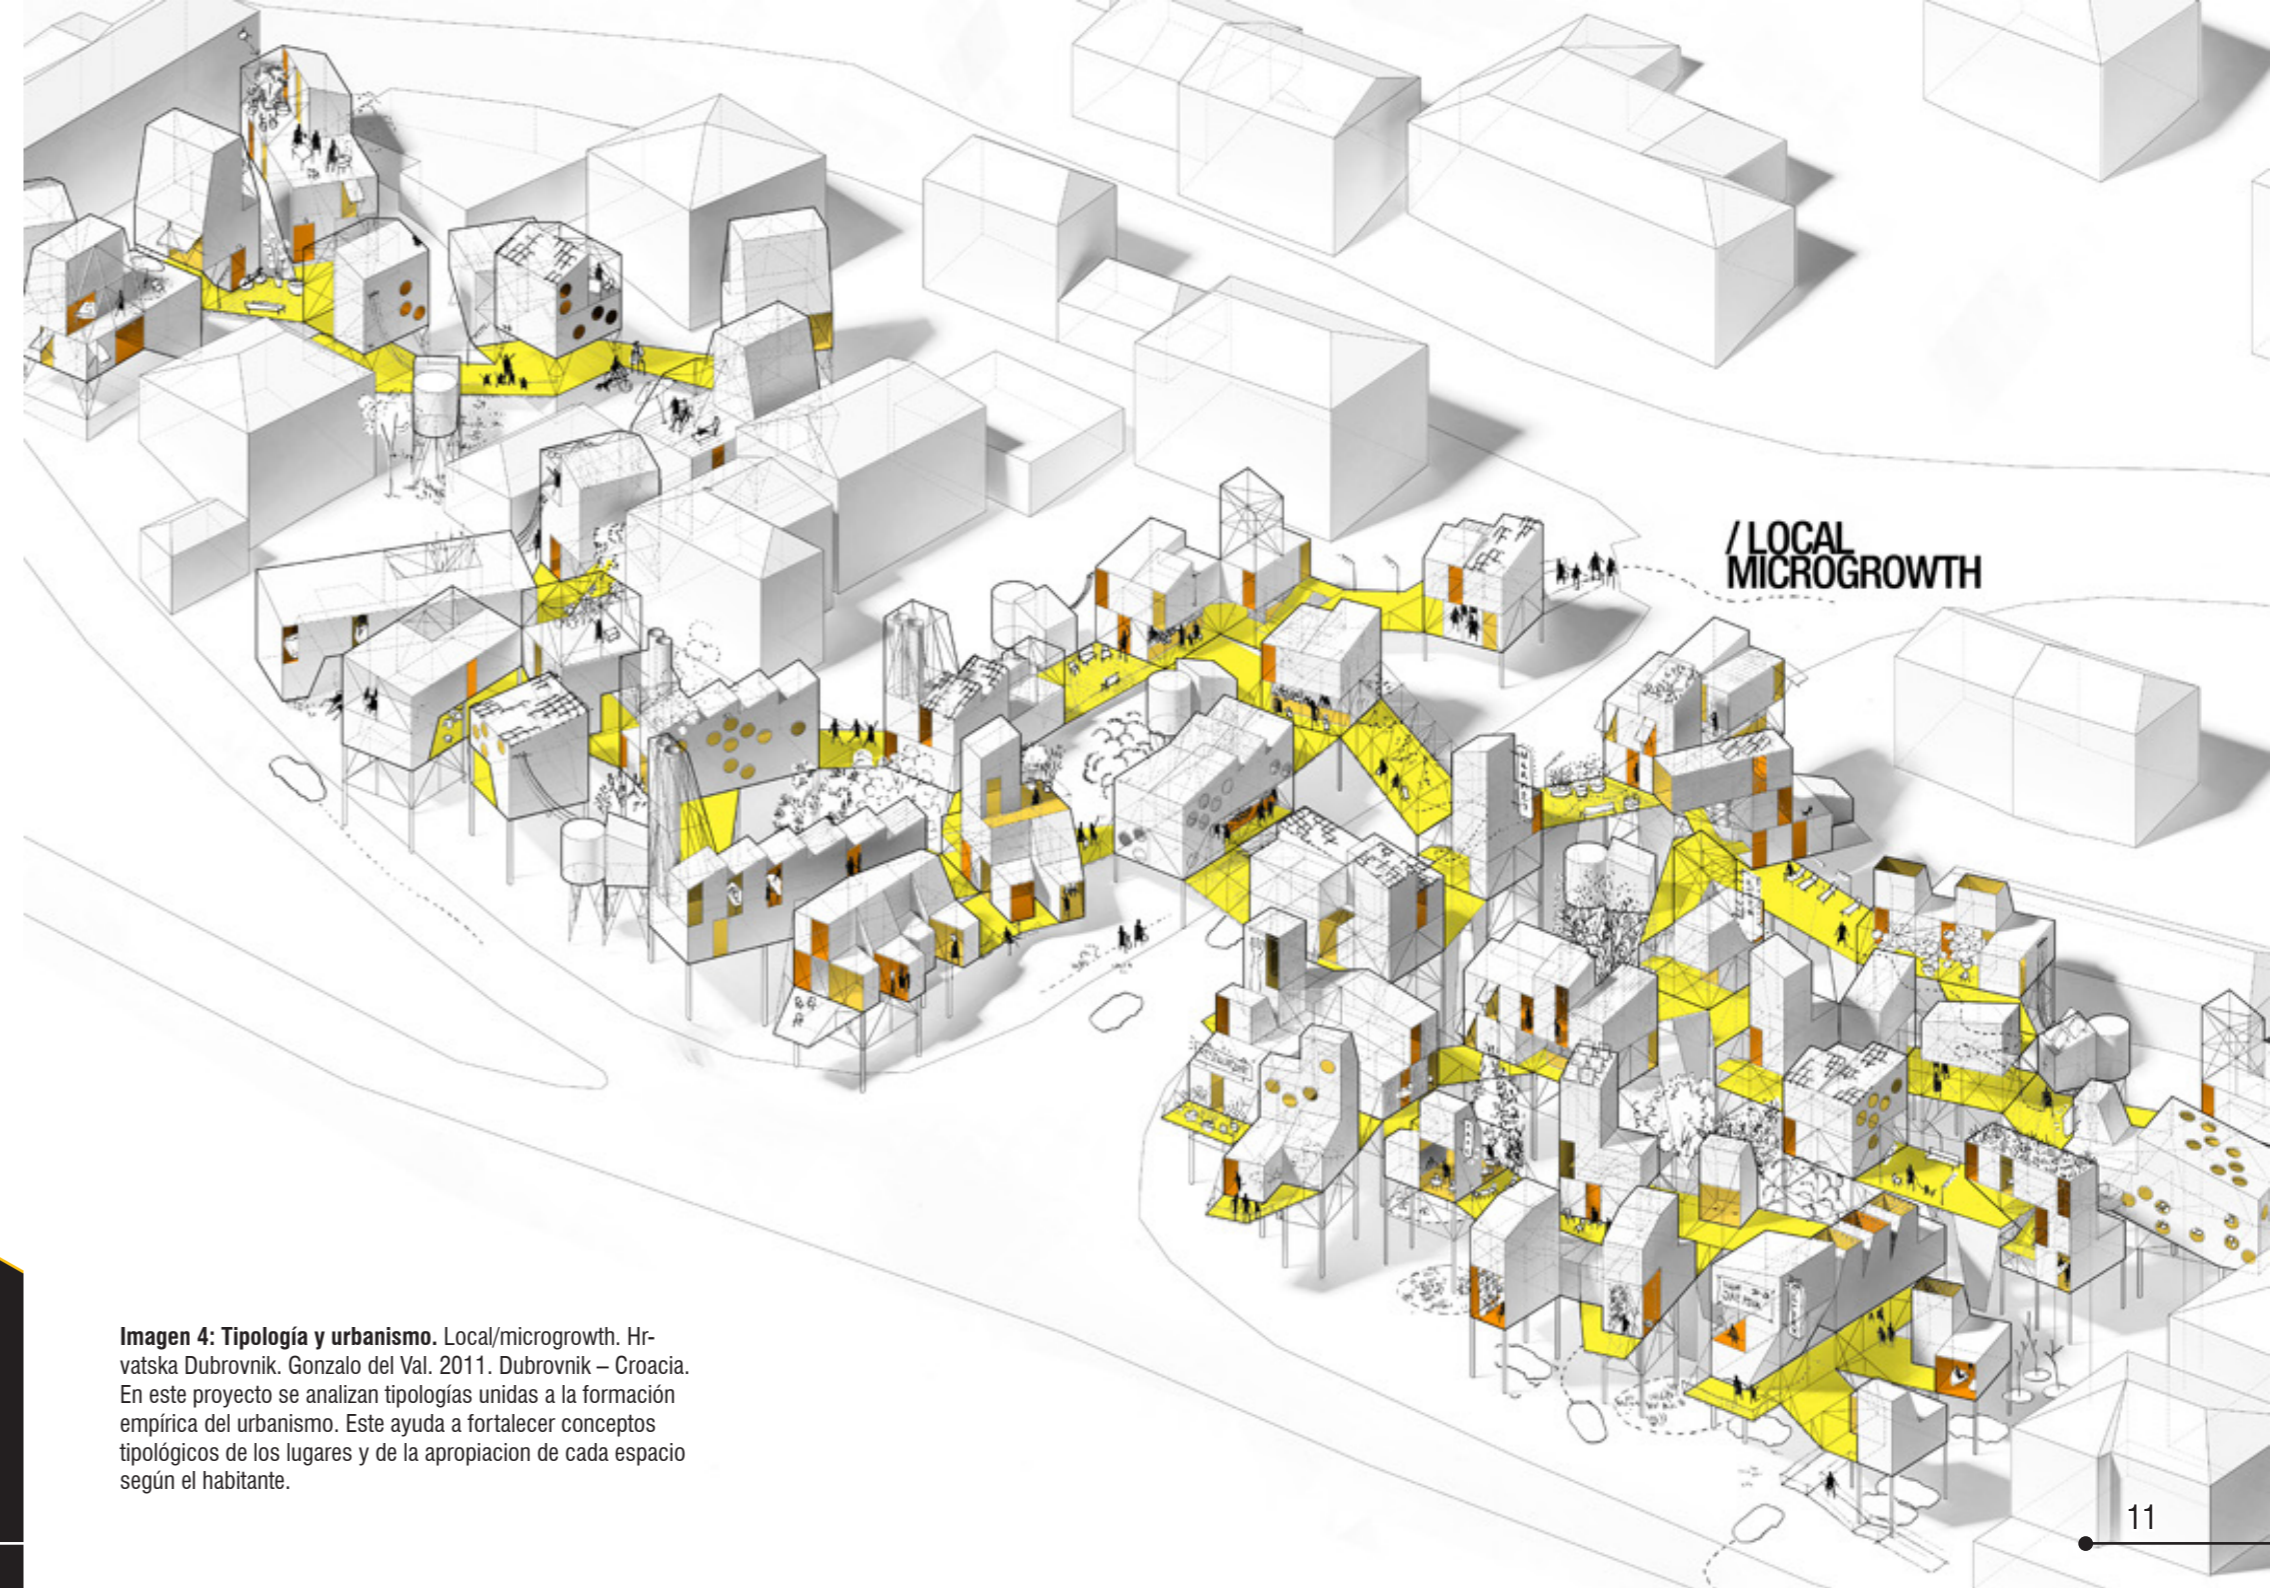 / LOCAL
MICROGROWTH
Imagen 4: Tipología y urbanismo. Local/microgrowth. Hr-
vatska Dubrovnik. Gonzalo del Val. 2011. Dubrovnik – Croacia.
En este proyecto se analizan tipologías unidas a la formación
empírica del urbanismo. Este ayuda a fortalecer conceptos
tipológicos de los lugares y de la apropiacion de cada espacio
según el habitante.
11